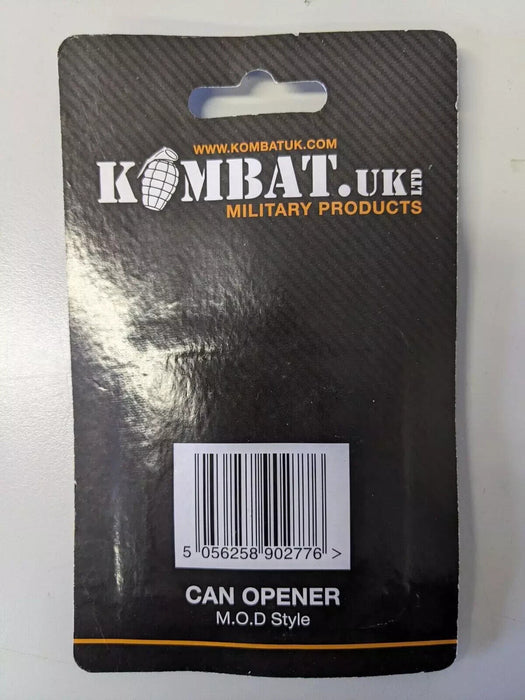 WWW.KOMBATUK.COM
KOMBAT.UK LTD
MILITARY PRODUCTS
5 056258 902776 >
CAN OPENER
M.O.D Style